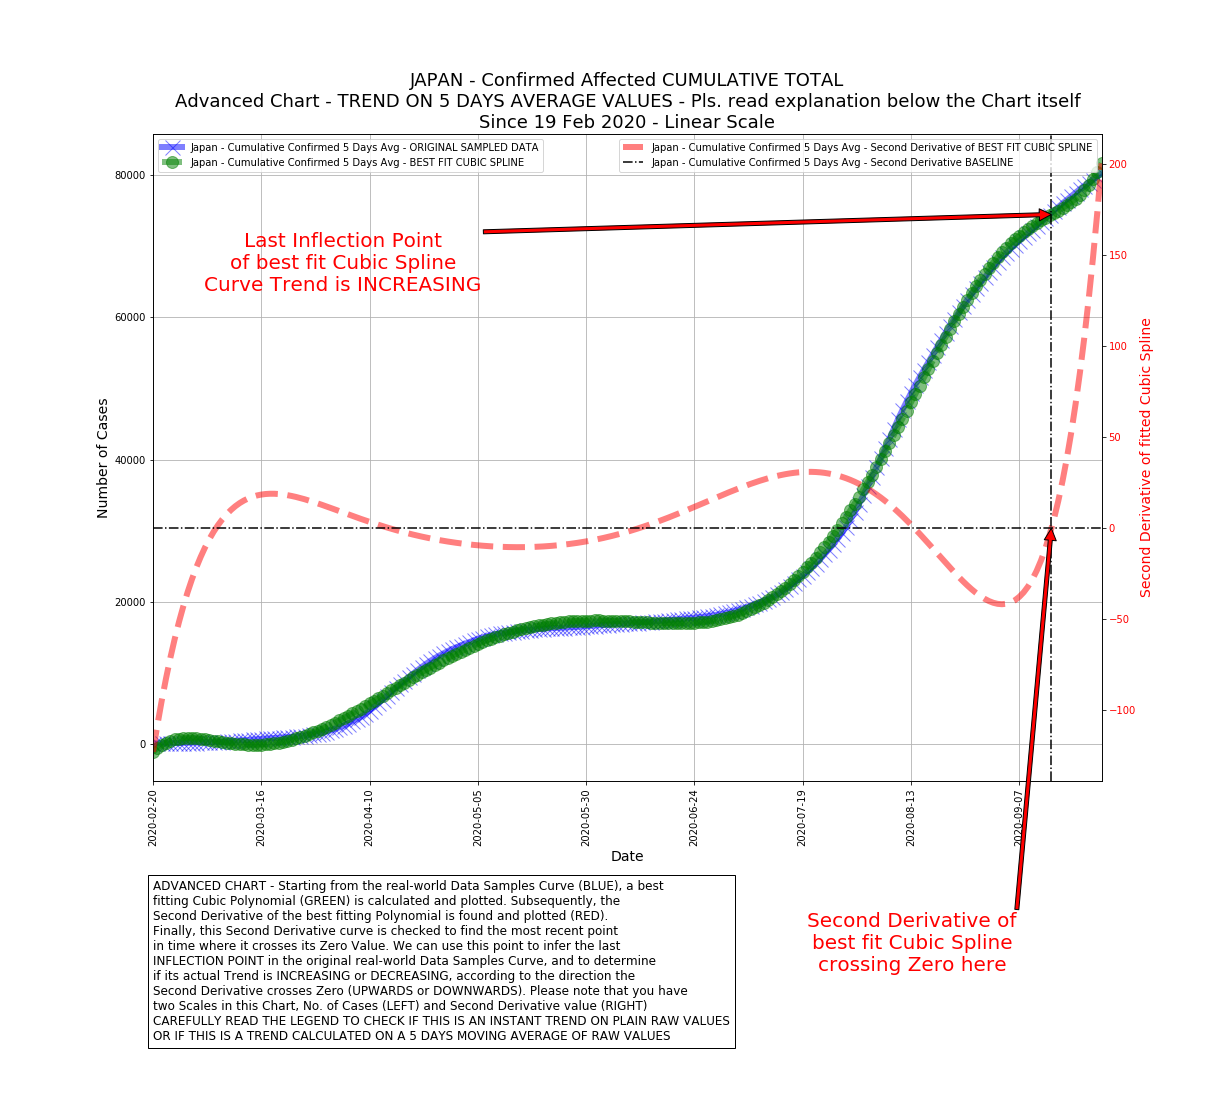 JAPAN - Confirmed Affected CUMULATIVE TOTAL
Advanced Chart - TREND ON 5 DAYS AVERAGE VALUES - Pls. read explanation below the Chart itself
Since 19 Feb 2020 - Linear Scale
Japan - Cumulative Confirmed 5 Days Avg - ORIGINAL SAMPLED DATA
Japan - Cumulative Confirmed 5 Days Avg - BEST FIT CUBIC SPLINE
Japan - Cumulative Confirmed 5 Days Avg - Second Derivative of BEST FIT CUBIC SPLINE
Japan - Cumulative Confirmed 5 Days Avg - Second Derivative BASELINE
Last Inflection Point
of best fit Cubic Spline
Curve Trend is INCREASING
Number of Cases
80000
60000
40000
20000
0
200
150
100
50
0
−50
−100
Second Derivative of fitted Cubic Spline
2020-02-20
2020-03-16
2020-04-10
2020-05-05
2020-05-30
2020-06-24
2020-07-19
2020-08-13
2020-09-07
Date
ADVANCED CHART - Starting from the real-world Data Samples Curve (BLUE), a best
fitting Cubic Polynomial (GREEN) is calculated and plotted. Subsequently, the
Second Derivative of the best fitting Polynomial is found and plotted (RED).
Finally, this Second Derivative curve is checked to find the most recent point
in time where it crosses its Zero Value. We can use this point to infer the last
INFLECTION POINT in the original real-world Data Samples Curve, and to determine
if its actual Trend is INCREASING or DECREASING, according to the direction the
Second Derivative crosses Zero (UPWARDS or DOWNWARDS). Please note that you have
two Scales in this Chart, No. of Cases (LEFT) and Second Derivative value (RIGHT)
CAREFULLY READ THE LEGEND TO CHECK IF THIS IS AN INSTANT TREND ON PLAIN RAW VALUES
OR IF THIS IS A TREND CALCULATED ON A 5 DAYS MOVING AVERAGE OF RAW VALUES
Second Derivative of
best fit Cubic Spline
crossing Zero here